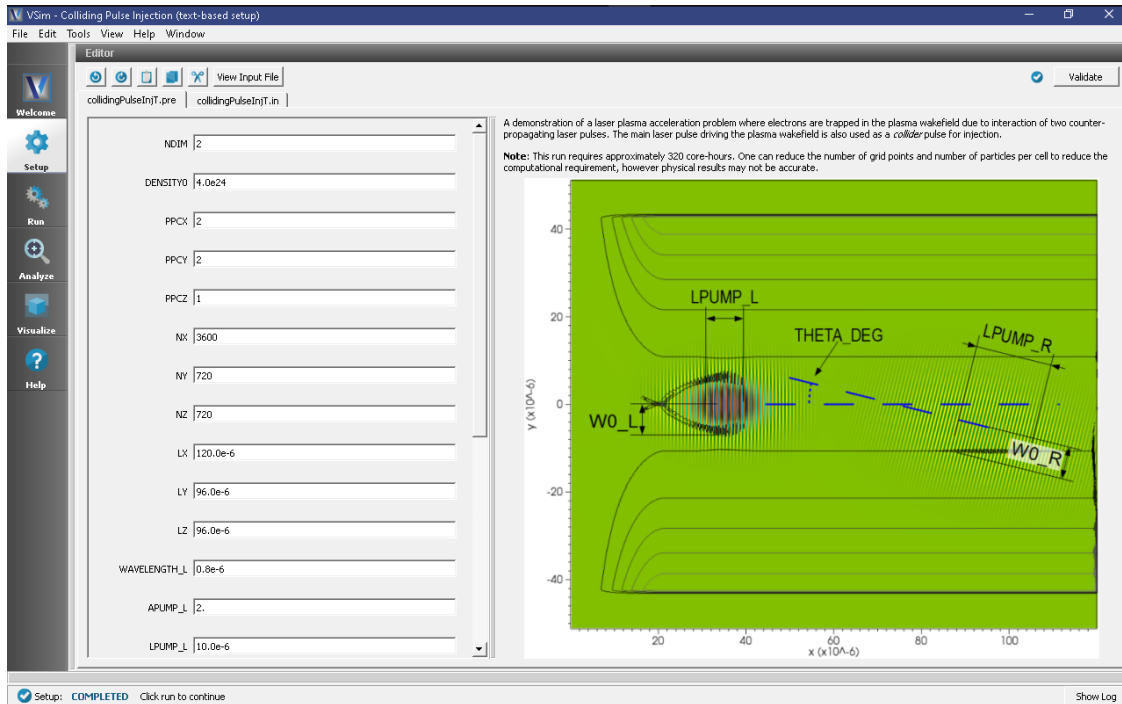 VSim - Colliding Pulse Injection (text-based setup)
File Edit Tools View Help Window
Editor
View Input File
Validate
collidingPulseInjT.pre
collidingPulseInjT.in
Welcome
Setup
Run
Analyze
Visualize
Help
NDIM 2
DENSITY0 4.0e24
PPCX 2
PPCY 2
PPCZ 1
NX 3600
NY 720
NZ 720
LX 120.0e-6
LY 96.0e-6
LZ 96.0e-6
WAVELENGTH_L 0.8e-6
APUMP_L 2.
LPUMP_L 10.0e-6
A demonstration of a laser plasma acceleration problem where electrons are trapped in the plasma wakefield due to interaction of two counter-
propagating laser pulses. The main laser pulse driving the plasma wakefield is also used as a collider pulse for injection.
Note: This run requires approximately 320 core-hours. One can reduce the number of grid points and number of particles per cell to reduce the
computational requirement, however physical results may not be accurate.
40
20
0
-20
-40
y (x10^-6)
LPUMP_L
THETA_DEG
LPUMP_R
W0_L
W0_R
20 40 60 80 100
x (x10^-6)
Setup: COMPLETED Click run to continue
Show Log